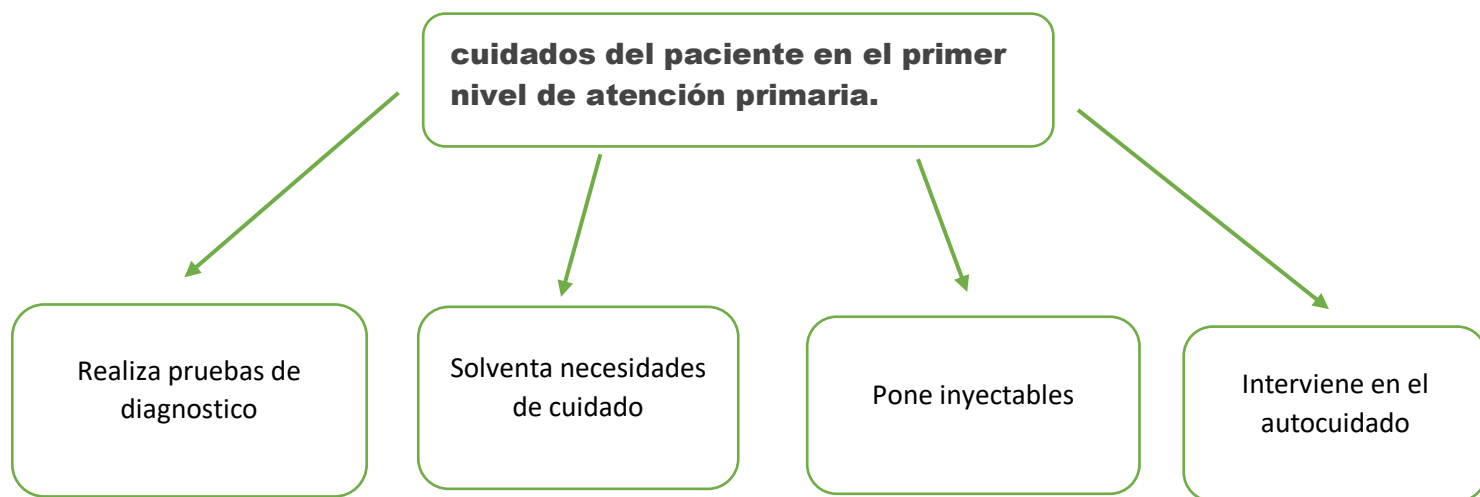 cuidados del paciente en el primer
nivel de atención primaria.
Realiza pruebas de
diagnostico
Solventa necesidades
de cuidado
Pone inyectables
Interviene en el
autocuidado